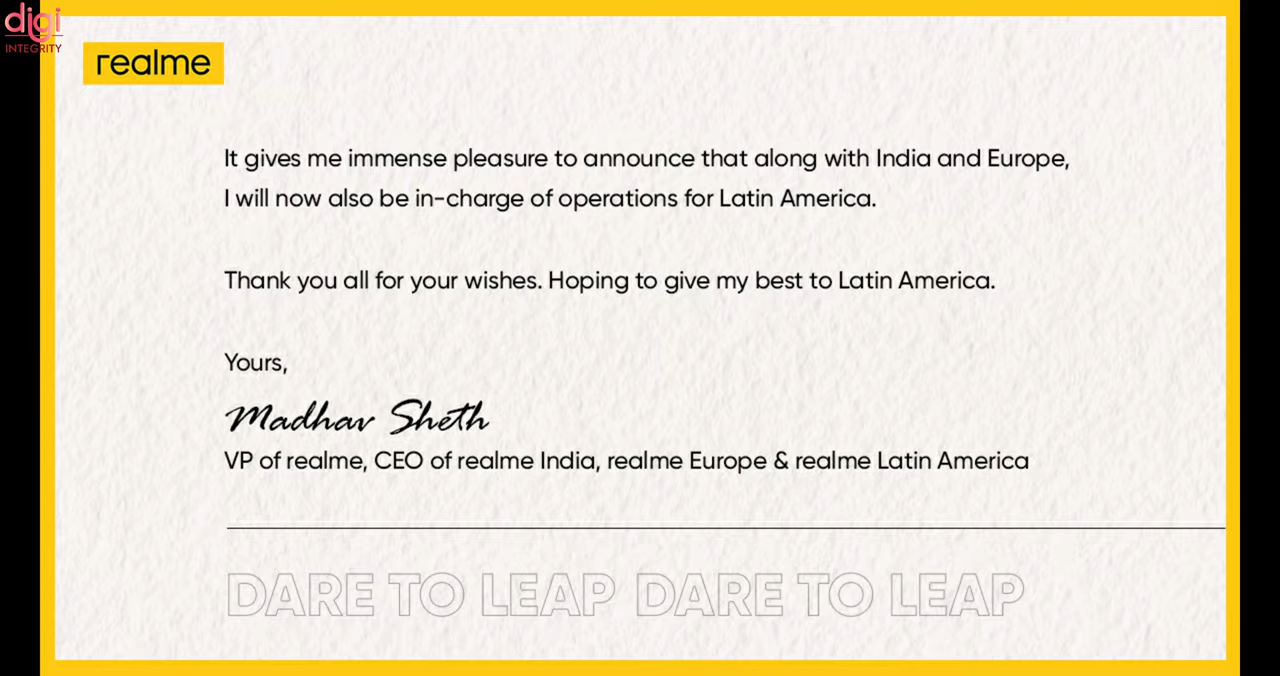 digi
INTEGRITY
realme
It gives me immense pleasure to announce that along with India and Europe,
I will now also be in-charge of operations for Latin America.
Thank you all for your wishes. Hoping to give my best to Latin America.
Yours,
Madhav Sheth
VP of realme, CEO of realme India, realme Europe & realme Latin America
DARE TO LEAP DARE TO LEAP